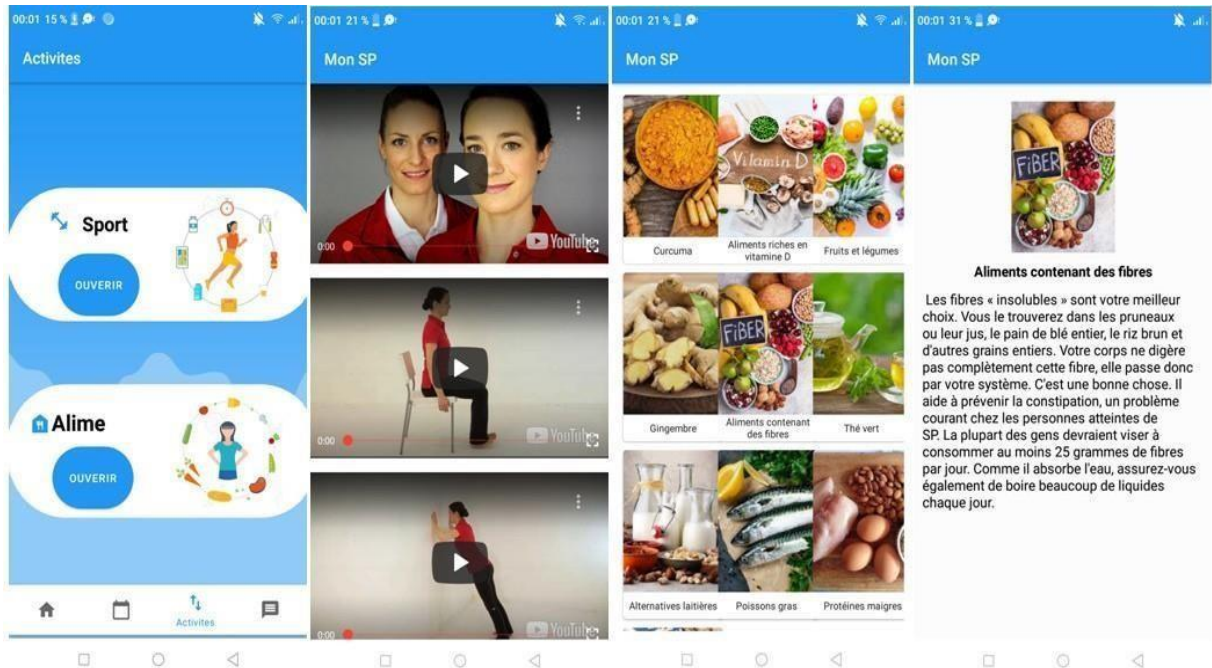 00:01 15 %
Activites
Sport
OUVERIR
Alime
OUVERIR
Activites
00:01 21 %
Mon SP
0:00
YouTube
0:00
YouTube
0:00
YouTube
00:01 21 %
Mon SP
Vitamin D
Curcuma
Aliments riches en
vitamine D
Fruits et légumes
FiBER
Gingembre
Aliments contenant
des fibres
Thé vert
Alternatives laitières
Poissons gras
Protéines maigres
00:01 31 %
Mon SP
FiBER
Aliments contenant des fibres
Les fibres « insolubles » sont votre meilleur
choix. Vous le trouverez dans les pruneaux
ou leur jus, le pain de blé entier, le riz brun et
d'autres grains entiers. Votre corps ne digère
pas complètement cette fibre, elle passe donc
par votre système. C'est une bonne chose. Il
aide à prévenir la constipation, un problème
courant chez les personnes atteintes de
SP. La plupart des gens devraient viser à
consommer au moins 25 grammes de fibres
par jour. Comme il absorbe l'eau, assurez-vous
également de boire beaucoup de liquides
chaque jour.